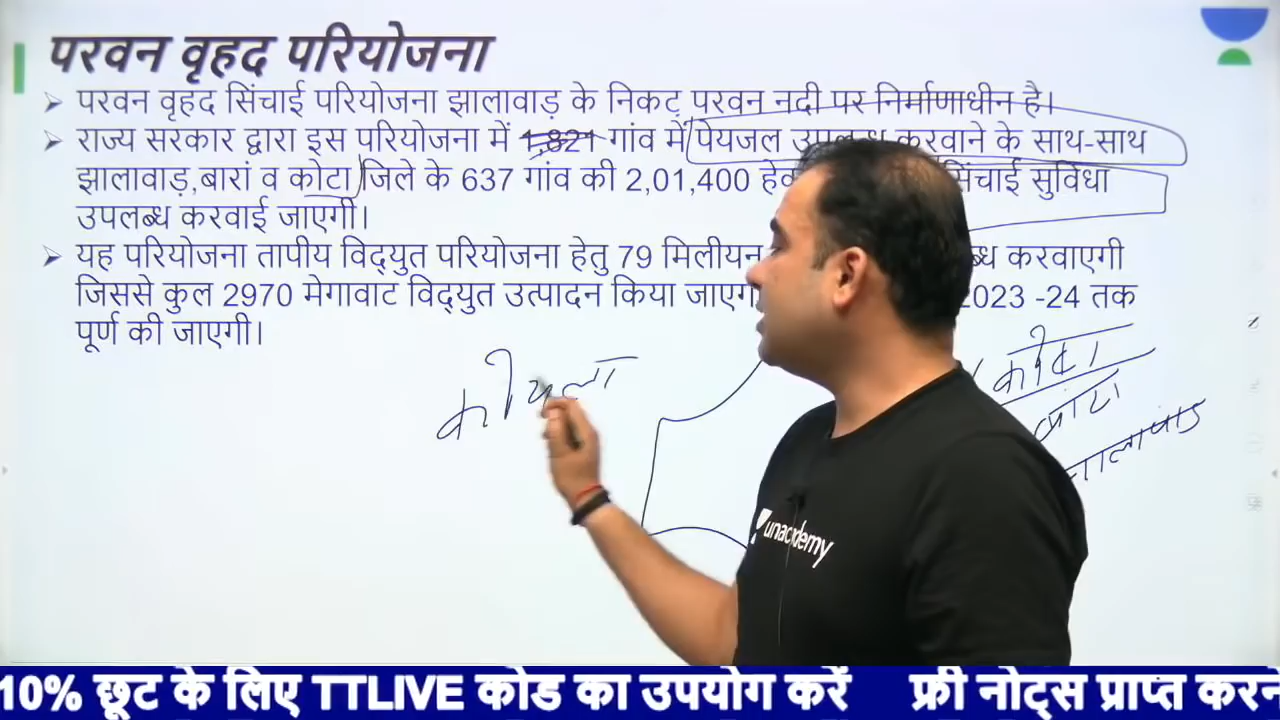 परवन वृहद परियोजना
➢ परवन वृहद सिंचाई परियोजना झालावाड़ के निकट परवन नदी पर निर्माणाधीन है।
➢ राज्य सरकार द्वारा इस परियोजना में 1,821 गांव में पेयजल उपलब्ध करवाने के साथ-साथ
झालावाड़,बारां व कोटा जिले के 637 गांव की 2,01,400 सिंचाई सुविधा
उपलब्ध करवाई जाएगी।
➢ यह परियोजना तापीय विद्युत परियोजना हेतु 79 मिलीयन करवाएगी
जिससे कुल 2970 मेगावाट विद्युत उत्पादन किया 2023 -24 तक
पूर्ण की जाएगी।
कोयला
कोटा
unacademy
10% छूट के लिए TTLIVE कोड का उपयोग करें फ्री नोट्स प्राप्त करने